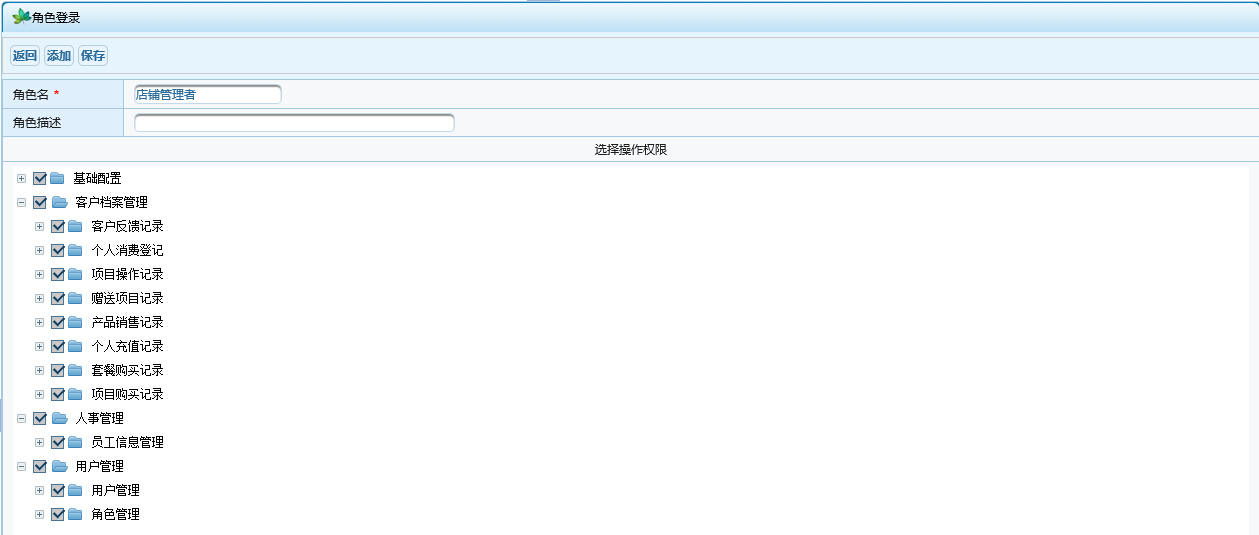 角色登录
返回 添加 保存
角色名 *
店铺管理者
角色描述
选择操作权限
基础配置
客户档案管理
客户反馈记录
个人消费登记
项目操作记录
赠送项目记录
产品销售记录
个人充值记录
套餐购买记录
项目购买记录
人事管理
员工信息管理
用户管理
用户管理
角色管理